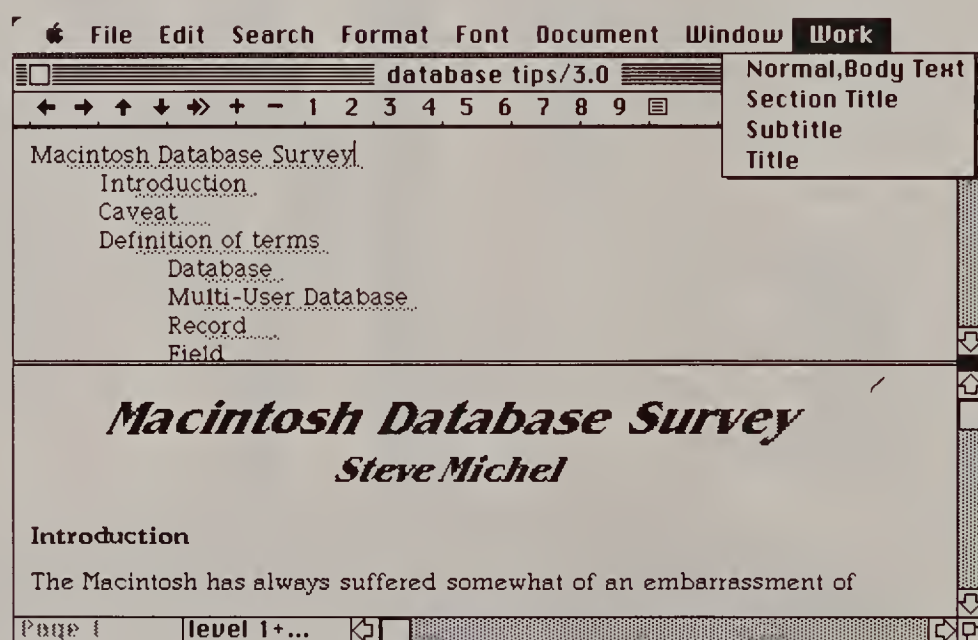 File Edit Search Format Font Document Window Work
database tips/3.0
Normal,Body Text
Section Title
Subtitle
Title
1 2 3 4 5 6 7 8 9
Macintosh Database Survey
Introduction
Caveat
Definition of terms
Database
Multi-User Database
Record
Field
Macintosh Database Survey
Steve Michel
Introduction
The Macintosh has always suffered somewhat of an embarrassment of
Page 1 level 1+...